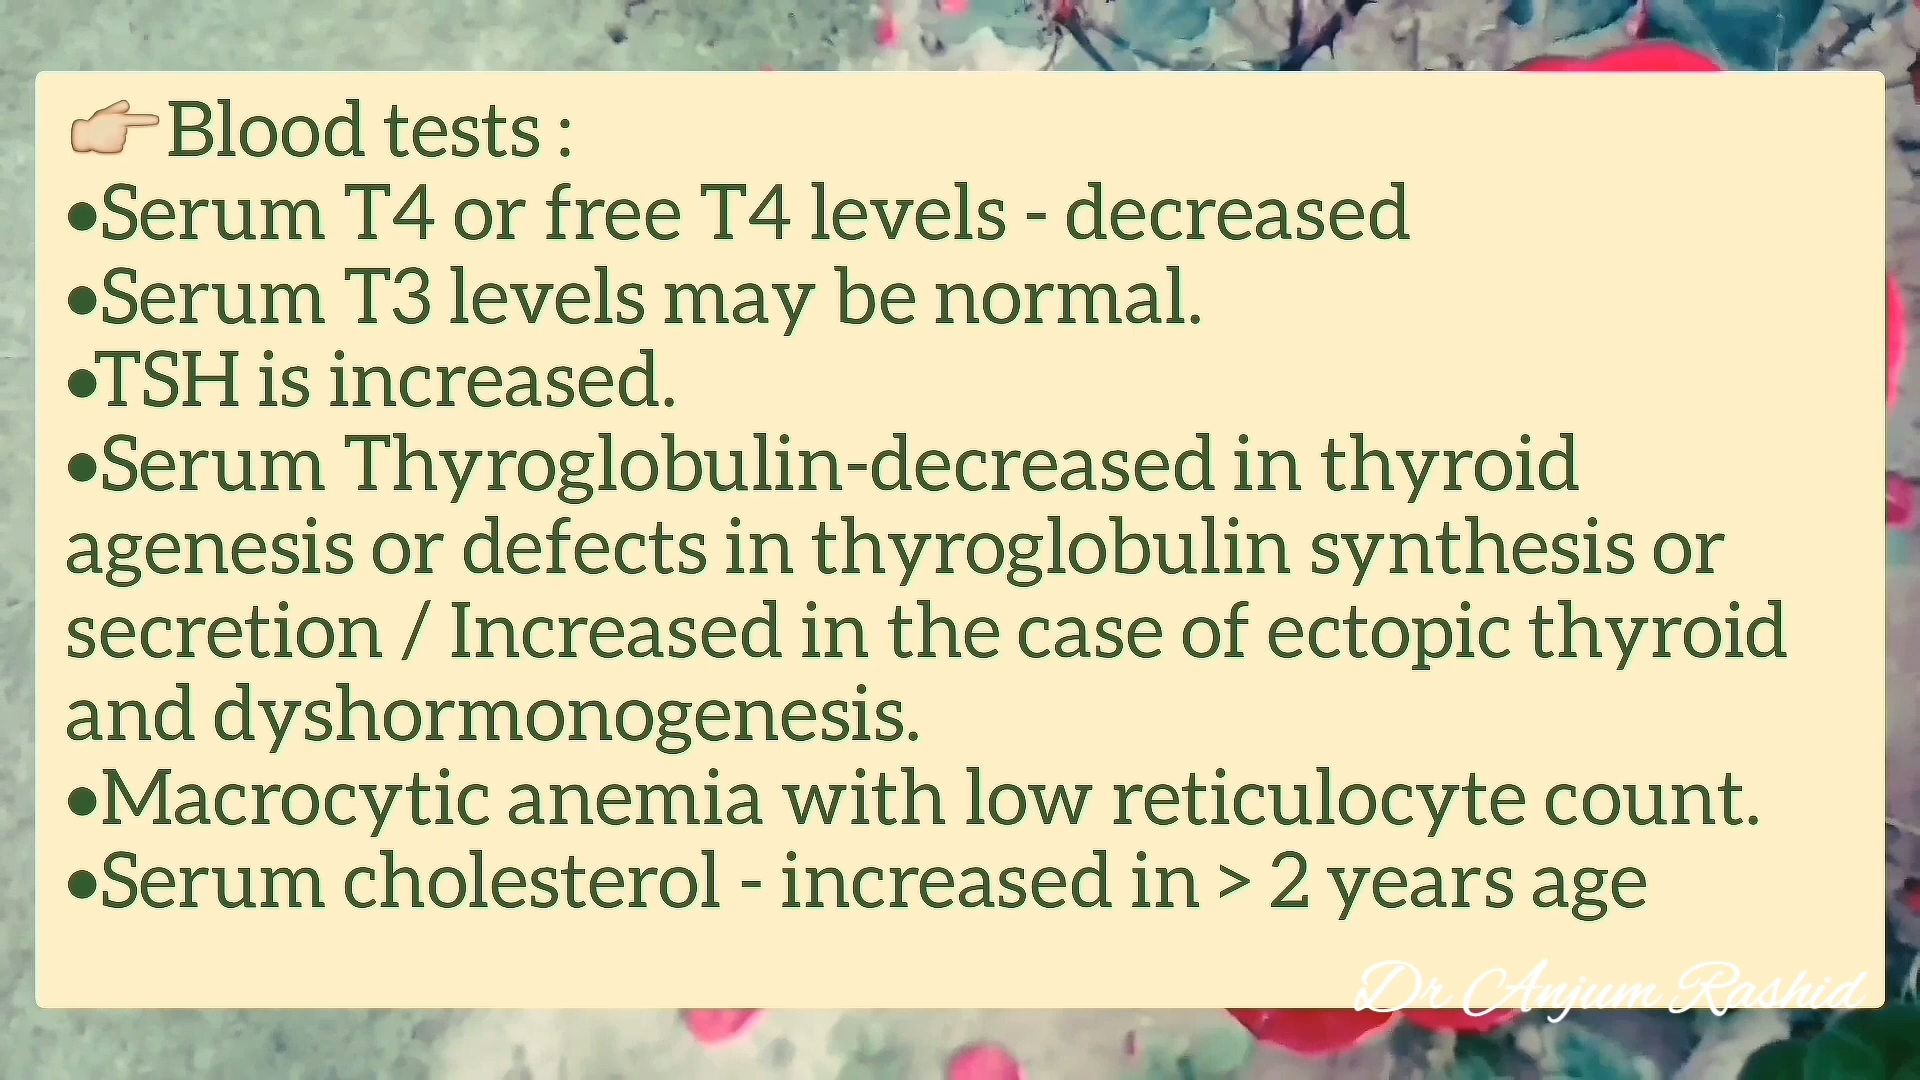 👉Blood tests :
•Serum T4 or free T4 levels - decreased
•Serum T3 levels may be normal.
•TSH is increased.
•Serum Thyroglobulin-decreased in thyroid
agenesis or defects in thyroglobulin synthesis or
secretion / Increased in the case of ectopic thyroid
and dyshormonogenesis.
•Macrocytic anemia with low reticulocyte count.
•Serum cholesterol - increased in > 2 years age
Dr Anjum Rashid